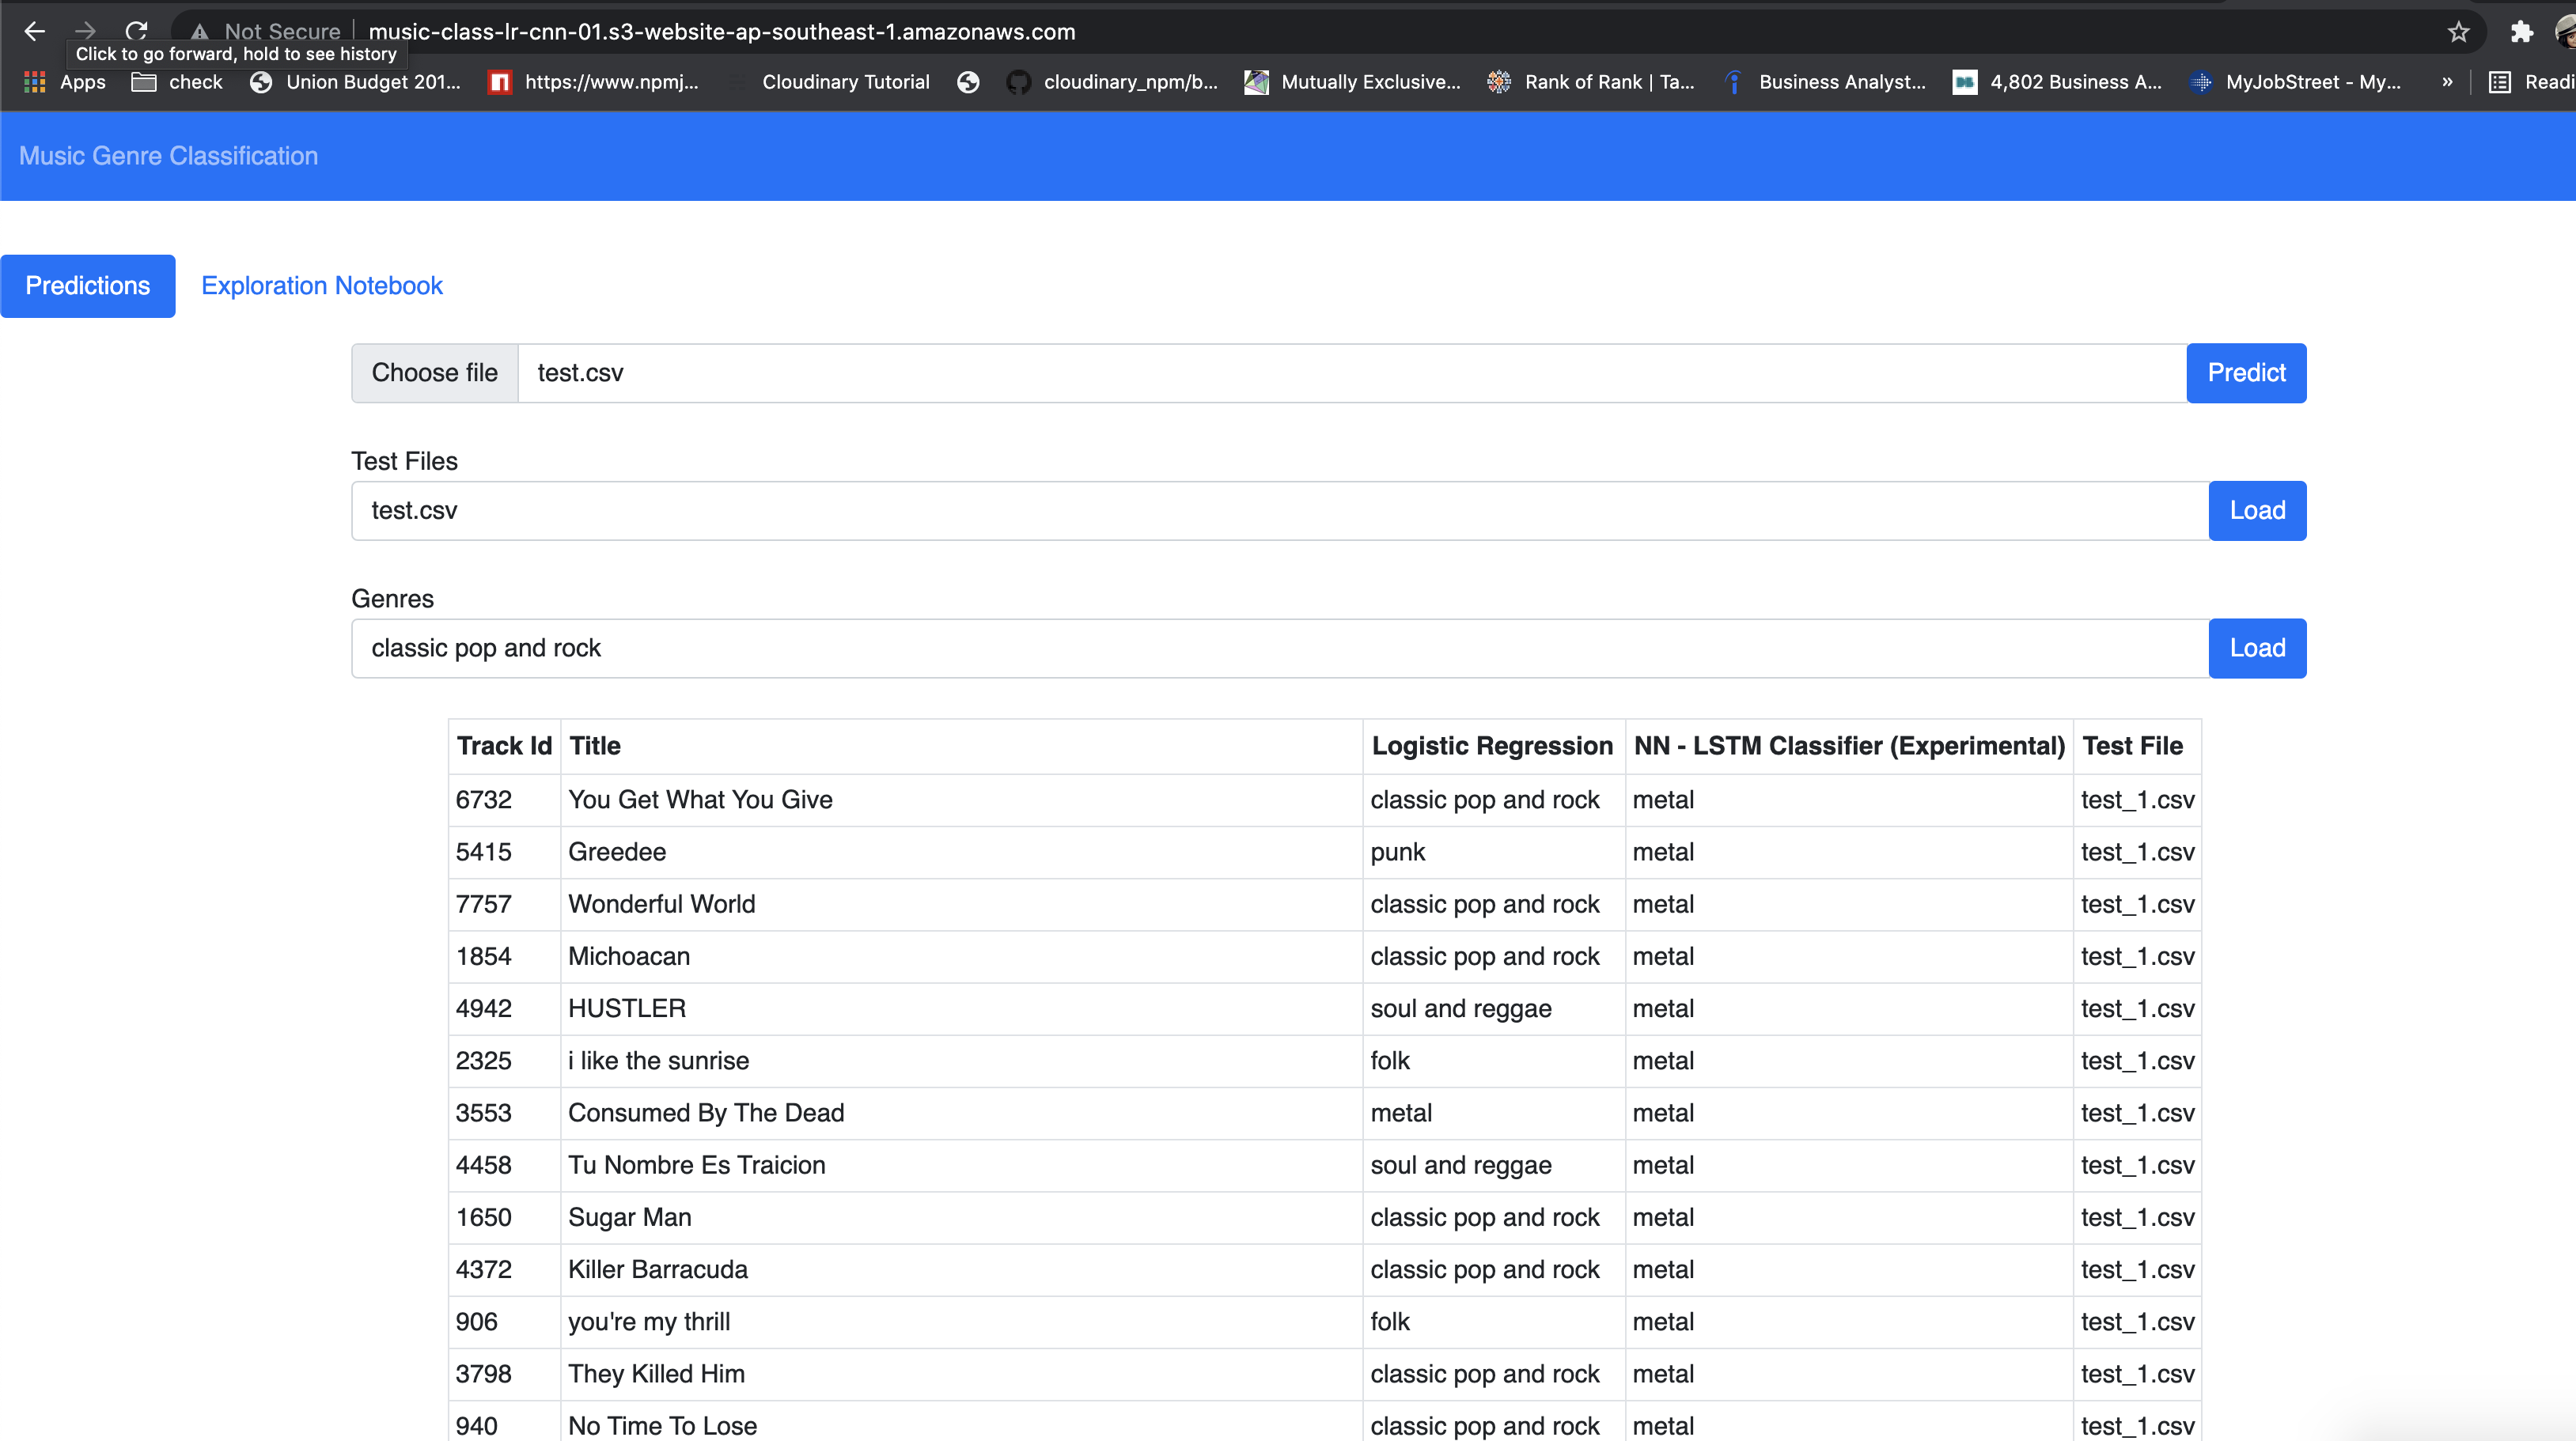 Not Secure music-class-lr-cnn-01.s3-website-ap-southeast-1.amazonaws.com
Click to go forward, hold to see history
Apps check Union Budget 201... https://www.npmj... Cloudinary Tutorial cloudinary_npm/b... Mutually Exclusive... Rank of Rank | Ta... Business Analyst... 4,802 Business A... MyJobStreet - My... » Readi
Music Genre Classification
Predictions Exploration Notebook
Choose file test.csv Predict
Test Files
test.csv Load
Genres
classic pop and rock Load
Track Id Title Logistic Regression NN - LSTM Classifier (Experimental) Test File
6732 You Get What You Give classic pop and rock metal test_1.csv
5415 Greedee punk metal test_1.csv
7757 Wonderful World classic pop and rock metal test_1.csv
1854 Michoacan classic pop and rock metal test_1.csv
4942 HUSTLER soul and reggae metal test_1.csv
2325 i like the sunrise folk metal test_1.csv
3553 Consumed By The Dead metal metal test_1.csv
4458 Tu Nombre Es Traicion soul and reggae metal test_1.csv
1650 Sugar Man classic pop and rock metal test_1.csv
4372 Killer Barracuda classic pop and rock metal test_1.csv
906 you're my thrill folk metal test_1.csv
3798 They Killed Him classic pop and rock metal test_1.csv
940 No Time To Lose classic pop and rock metal test_1.csv